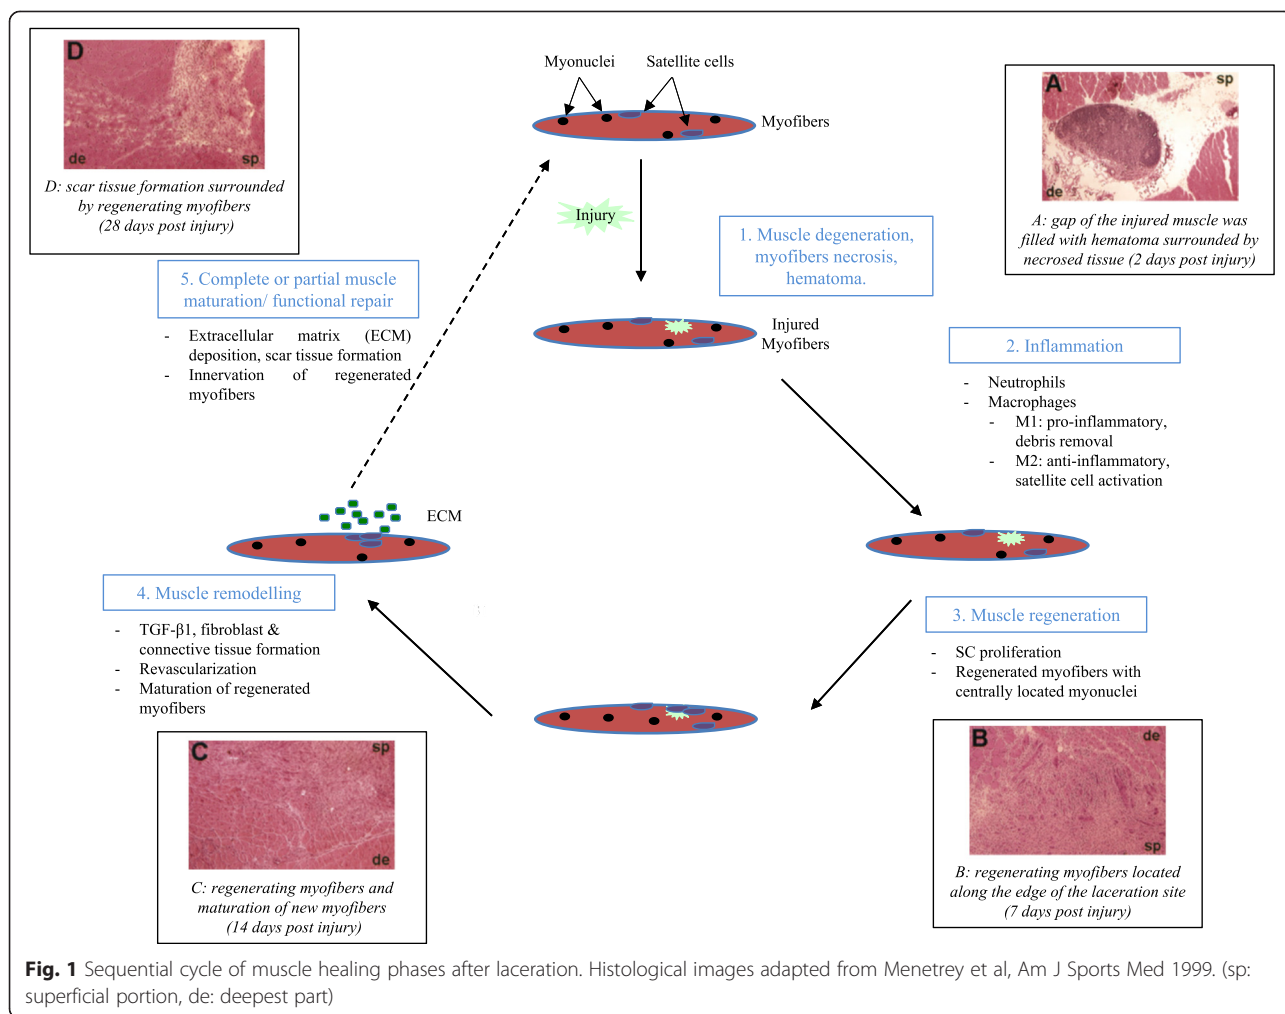 D
de
sp
D: scar tissue formation surrounded
by regenerating myofibers
(28 days post injury)
Myonuclei
Satellite cells
Myofibers
A
sp
de
A: gap of the injured muscle was
filled with hematoma surrounded by
necrosed tissue (2 days post injury)
Injury
1. Muscle degeneration,
myofibers necrosis,
hematoma.
5. Complete or partial muscle
maturation/ functional repair
- Extracellular matrix (ECM)
deposition, scar tissue formation
- Innervation of regenerated
myofibers
Injured
Myofibers
2. Inflammation
- Neutrophils
- Macrophages
- M1: pro-inflammatory,
debris removal
- M2: anti-inflammatory,
satellite cell activation
ECM
4. Muscle remodelling
- TGF-β1, fibroblast &
connective tissue formation
- Revascularization
- Maturation of regenerated
myofibers
3. Muscle regeneration
- SC proliferation
- Regenerated myofibers with
centrally located myonuclei
C
sp
de
C: regenerating myofibers and
maturation of new myofibers
(14 days post injury)
B
de
sp
B: regenerating myofibers located
along the edge of the laceration site
(7 days post injury)
Fig. 1 Sequential cycle of muscle healing phases after laceration. Histological images adapted from Menetrey et al, Am J Sports Med 1999. (sp:
superficial portion, de: deepest part)